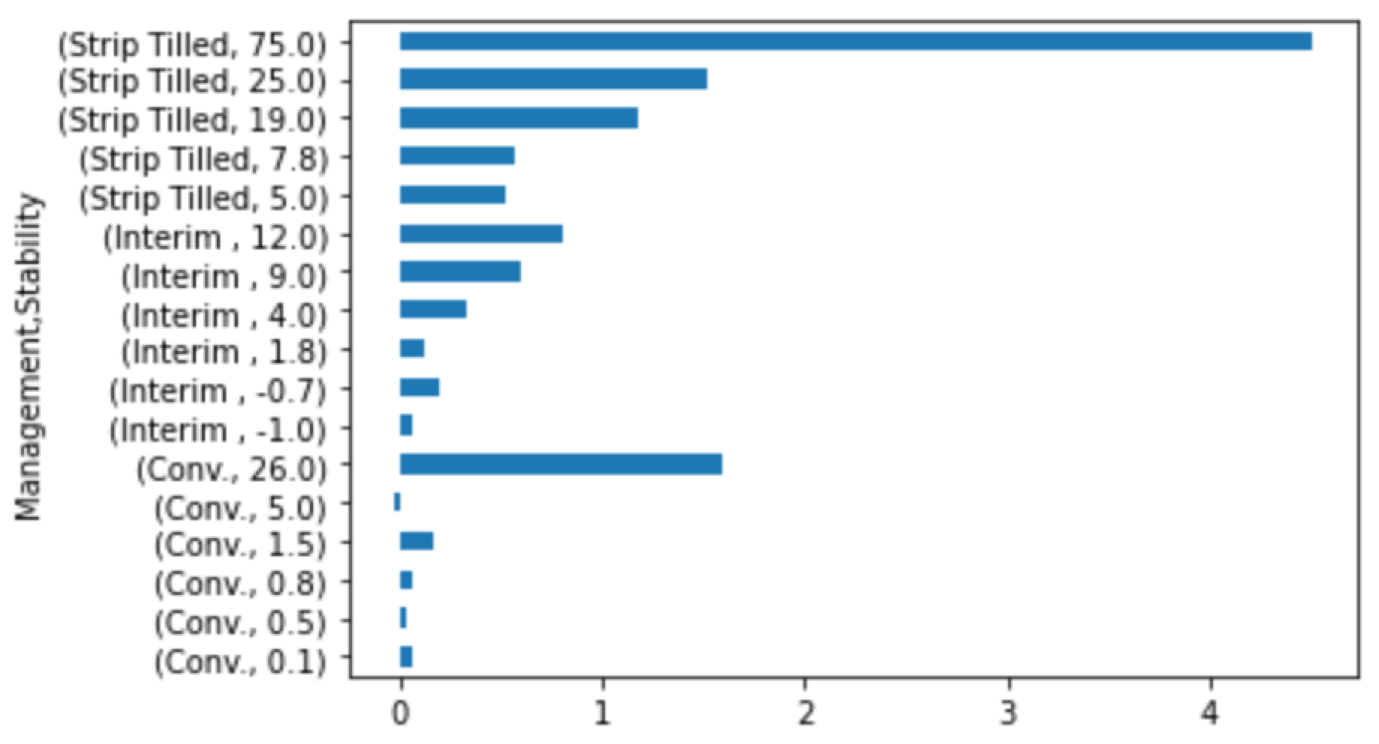 Management,Stability
(Strip Tilled, 75.0)
(Strip Tilled, 25.0)
(Strip Tilled, 19.0)
(Strip Tilled, 7.8)
(Strip Tilled, 5.0)
(Interim , 12.0)
(Interim , 9.0)
(Interim , 4.0)
(Interim , 1.8)
(Interim , -0.7)
(Interim , -1.0)
(Conv., 26.0)
(Conv., 5.0)
(Conv., 1.5)
(Conv., 0.8)
(Conv., 0.5)
(Conv., 0.1)
0 1 2 3 4